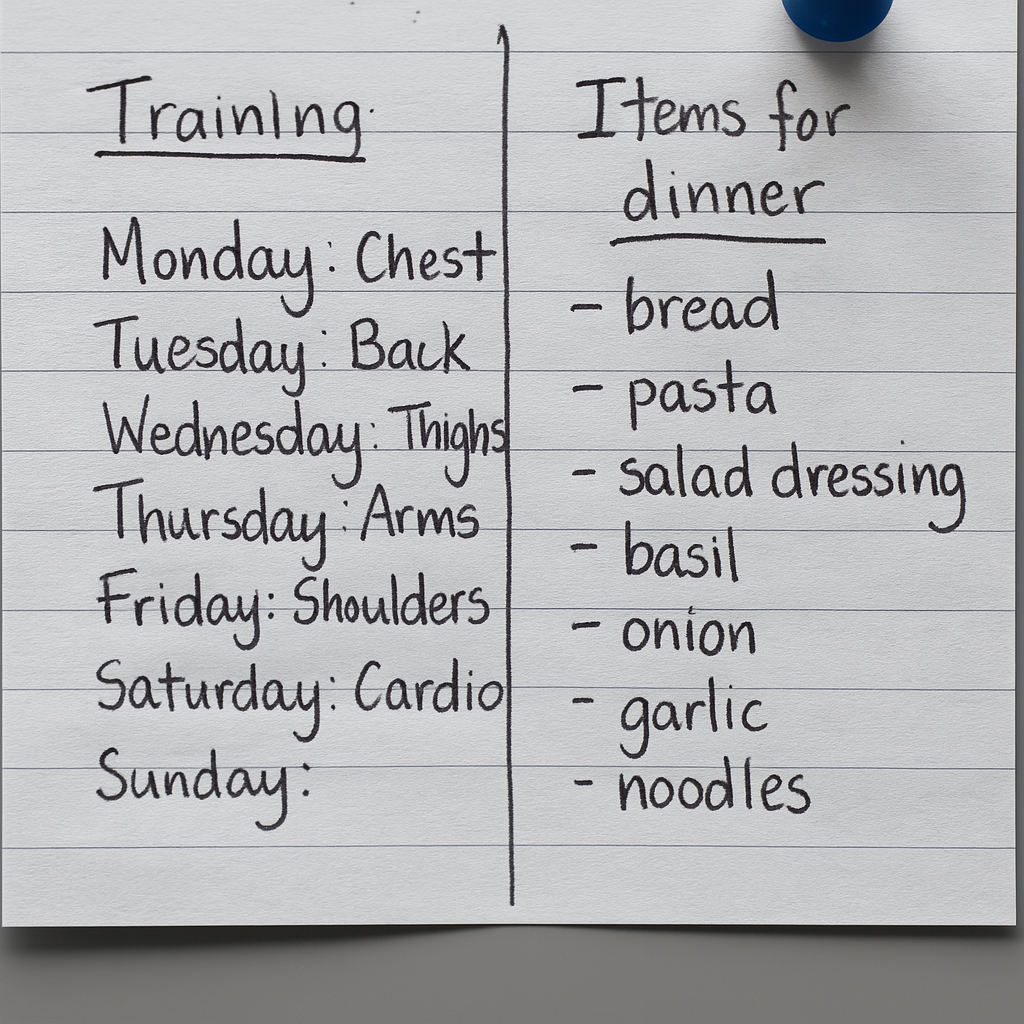 Training
Monday: Chest
Tuesday: Back
Wednesday: Thighs
Thursday: Arms
Friday: Shoulders
Saturday: Cardio
Sunday:
Items for
dinner
- bread
- pasta
- salad dressing
- basil
- onion
- garlic
- noodles